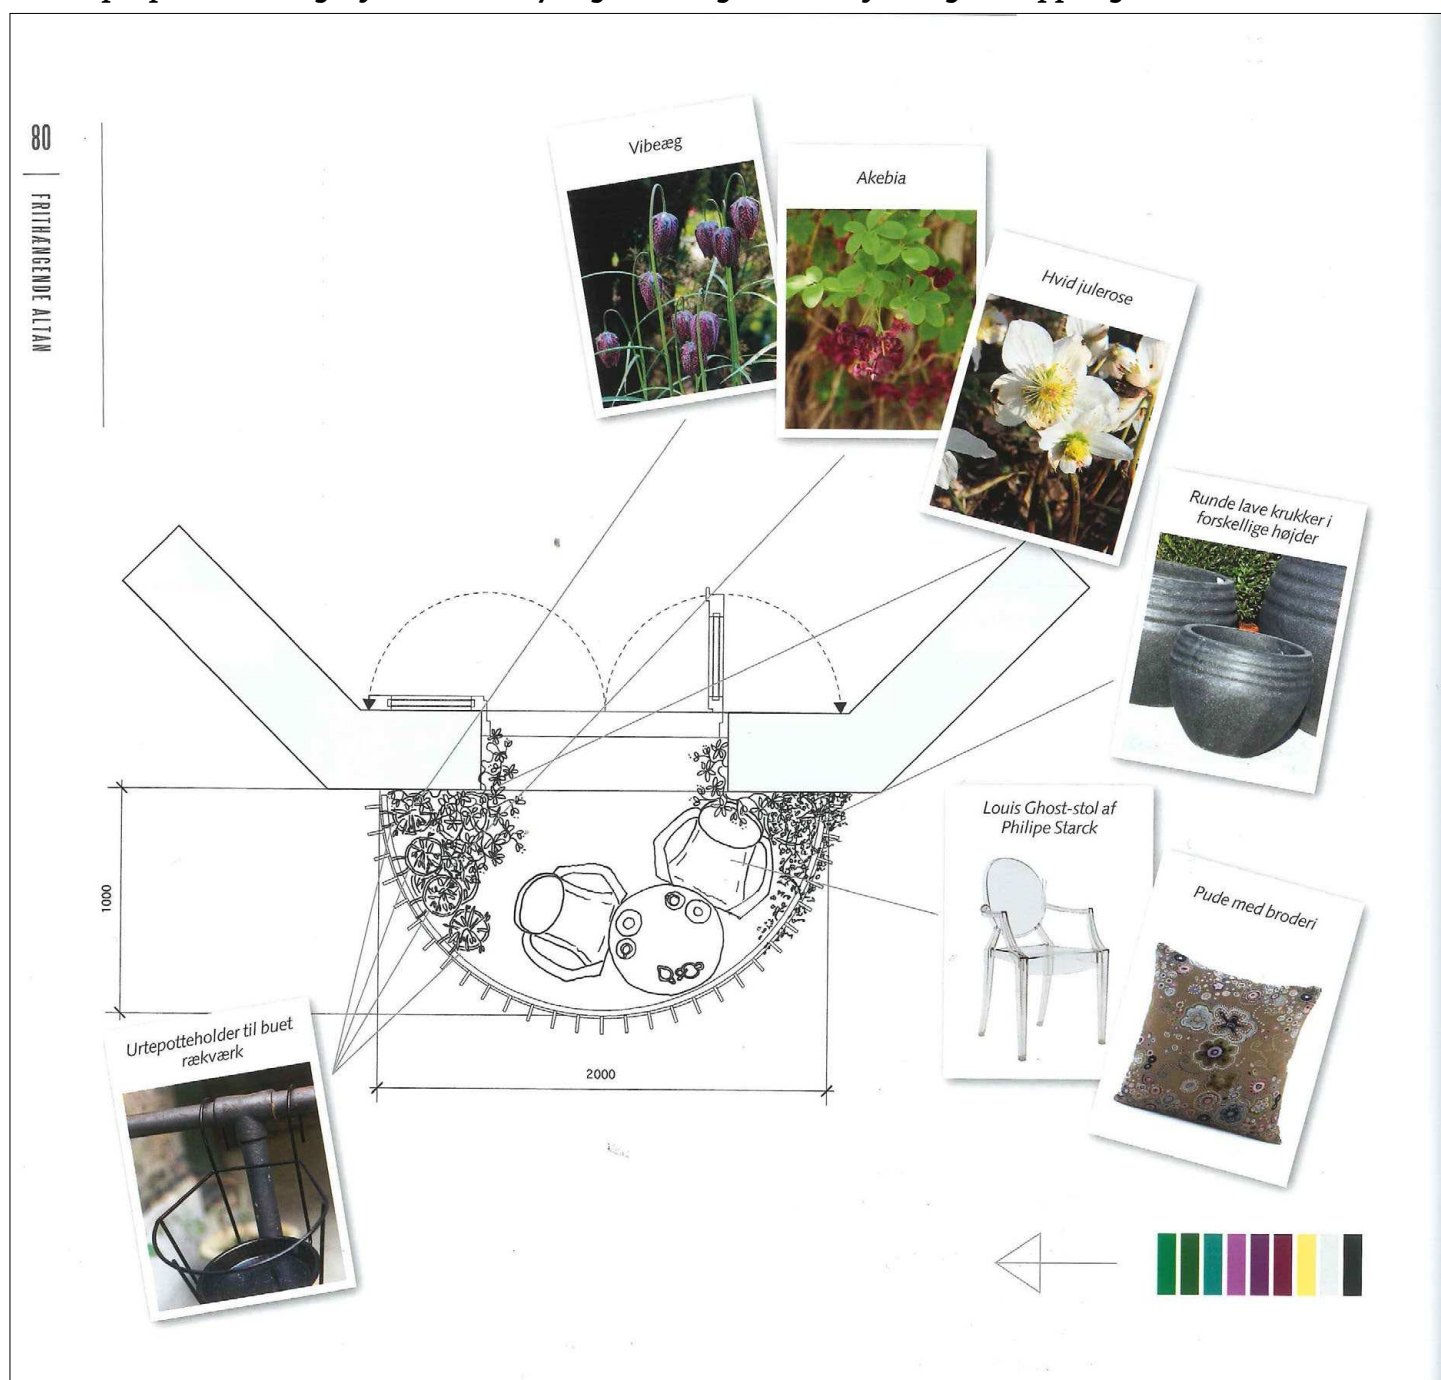 80
FRITHÆNGENDE ALTAN
Vibeæg
Akebia
Hvid julerose
Runde lave krukker i
forskellige højder
Louis Ghost-stol af
Philipe Starck
Pude med broderi
1000
2000
Urtepotteholder til buet
rækværk